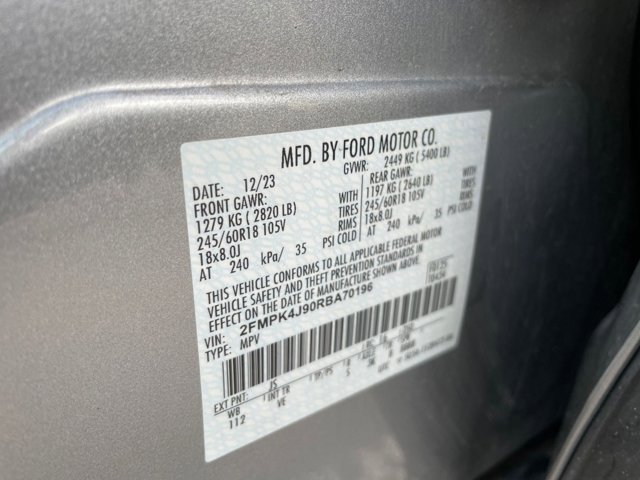 MFD. BY FORD MOTOR CO.
DATE: 12/23 GVWR: 2449 KG ( 5400 LB)
FRONT GAWR: REAR GAWR:
1279 KG ( 2820 LB) WITH 1197 KG ( 2640 LB) WITH
245/60R18 105V TIRES 245/60R18 105V TIRES
18x8.0J RIMS 18x8.0J RIMS
AT 240 kPa/ 35 PSI COLD AT 240 kPa/ 35 PSI COLD
THIS VEHICLE CONFORMS TO ALL APPLICABLE FEDERAL MOTOR
VEHICLE SAFETY AND THEFT PREVENTION STANDARDS IN
EFFECT ON THE DATE OF MANUFACTURE SHOWN ABOVE.
VIN: 2FMPK4J90RBA70196
TYPE: MPV
EXT PNT: JS
WB INT TR TP/PS R
112 VE S